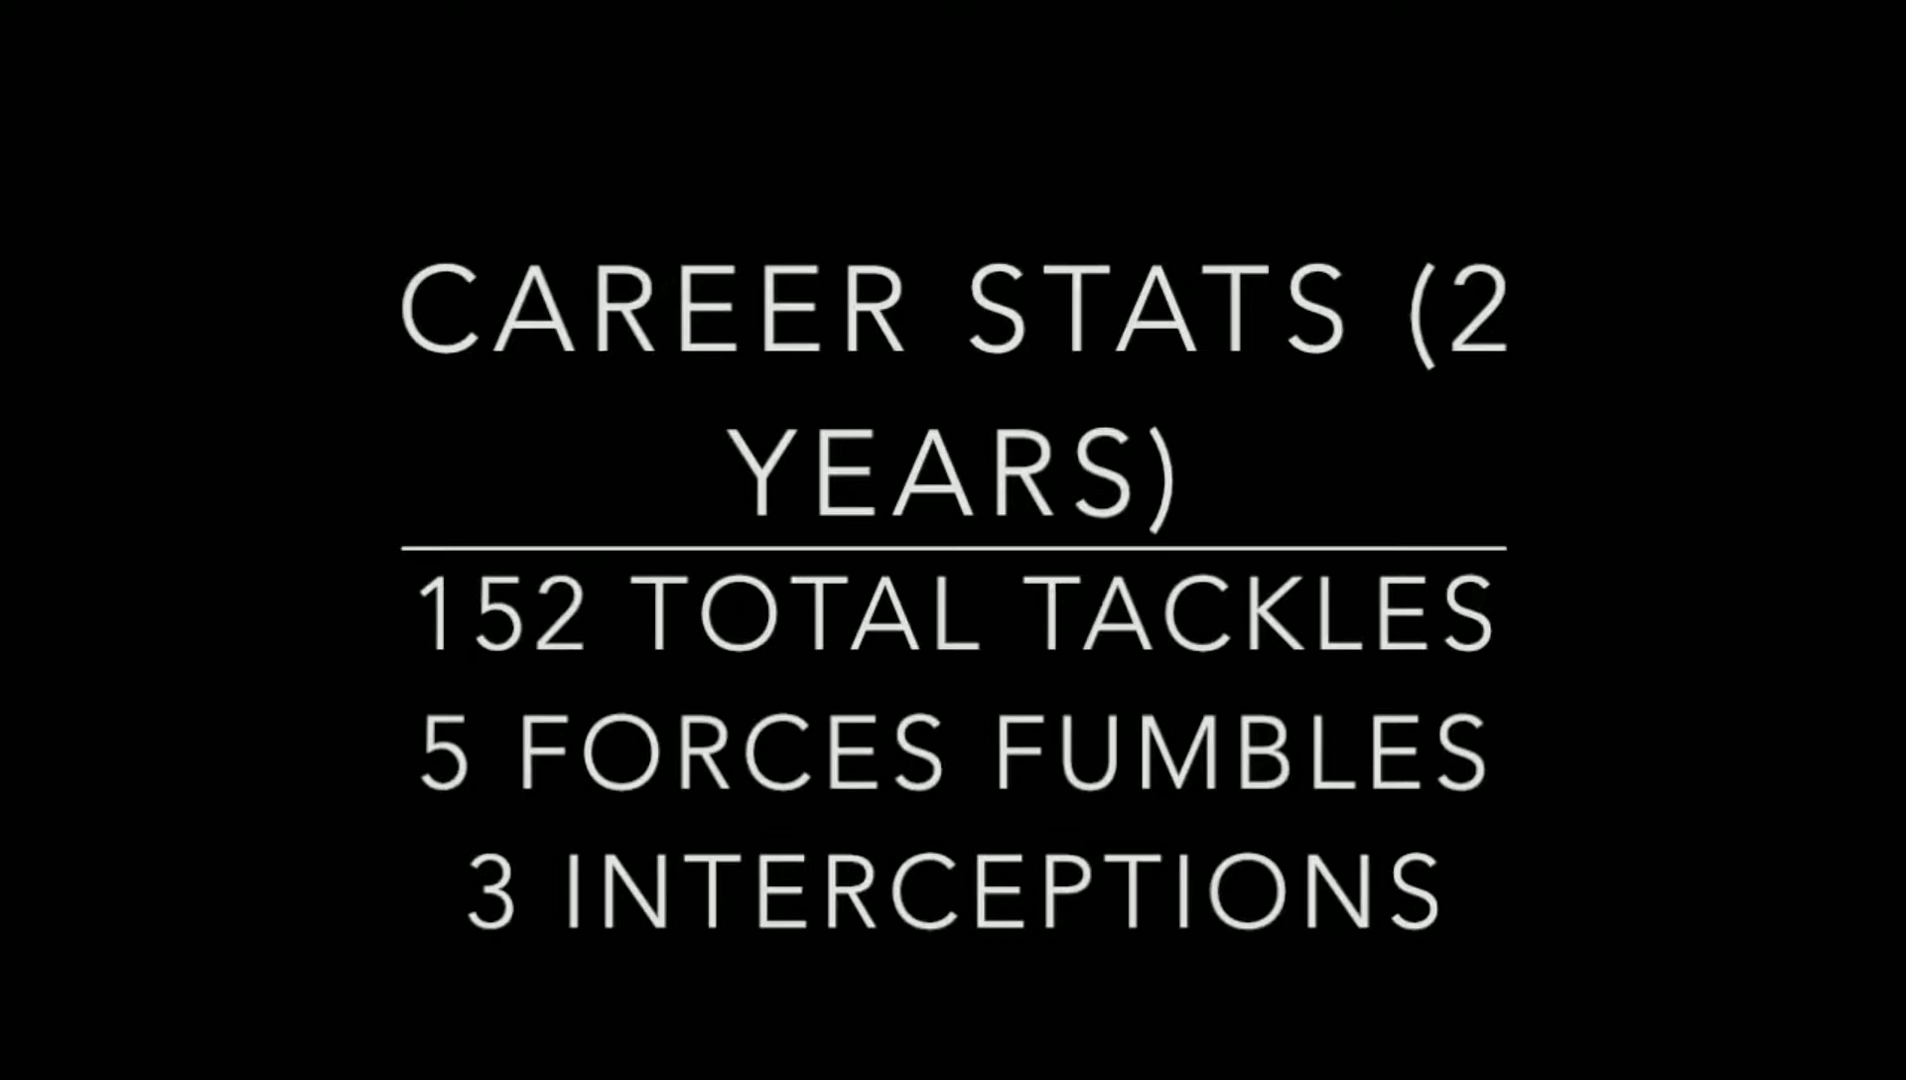 CAREER STATS (2
YEARS)
152 TOTAL TACKLES
5 FORCES FUMBLES
3 INTERCEPTIONS